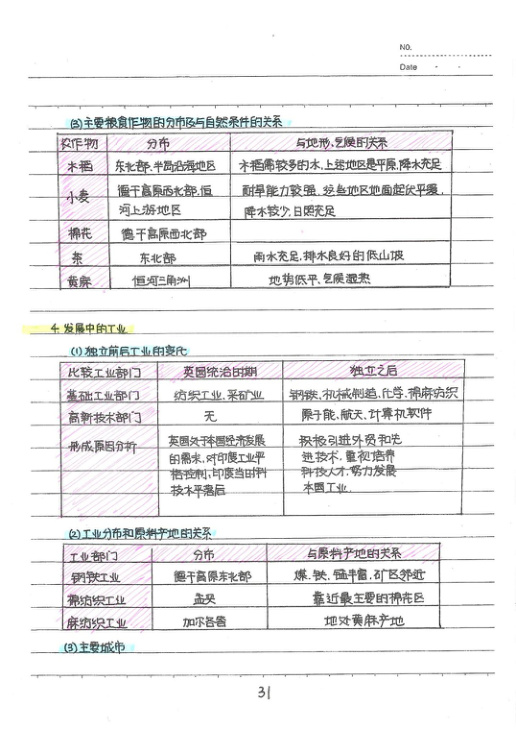 NO.
Date - -
(3)主要粮食作物的分布及与自然条件的关系
农作物 分布 与地形、气候的关系
水稻 东北部、半岛沿海地区 水稻需较多的水,上述地区是平原,降水充足
小麦 德干高原西北部、恒河上游地区 耐旱能力较强、这些地区地面起伏平缓,降水较少,日照充足
棉花 德干高原西北部
茶 东北部 雨水充足,排水良好的低山坡
黄麻 恒河三角洲 地势低平、气候湿热
4. 发展中的工业
(1)独立前后工业的变化
比较工业部门 英国统治时期 独立之后
基础工业部门 纺织工业、采矿业 钢铁、机械制造、化学、棉麻纺织
高新技术部门 无 原子能、航天、计算机软件
形成原因分析 英国处于本国经济发展的需求,对印度工业严格控制,印度当时科技水平落后 积极引进外资和先进技术,重视培养科技人才,努力发展本国工业.
(2)工业分布和原料产地的关系
工业部门 分布 与原料产地的关系
钢铁工业 德干高原东北部 煤、铁、锰丰富,矿区邻近
棉纺织工业 孟买 靠近最主要的棉花区
麻纺织工业 加尔各答 地处黄麻产地
(3)主要城市
31